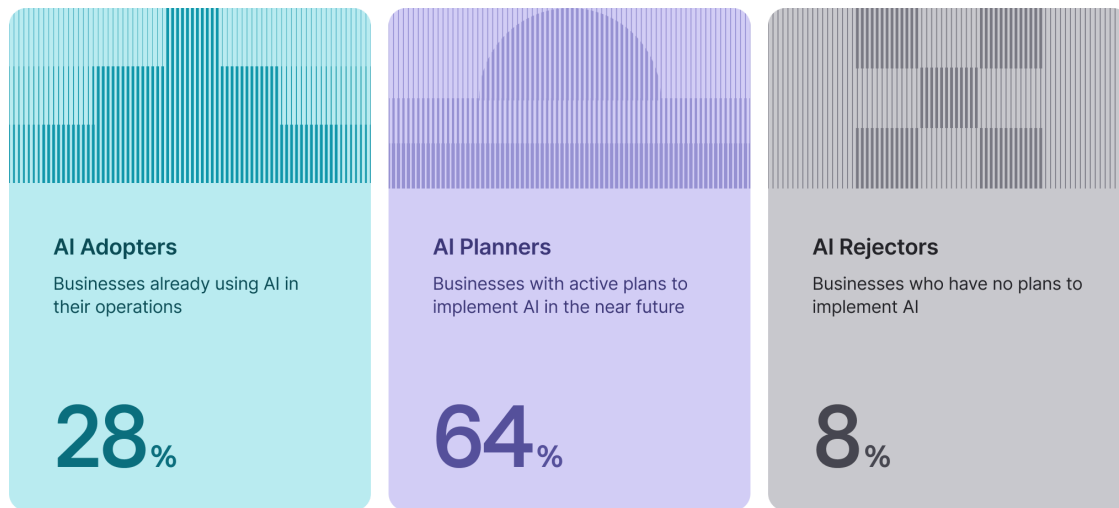 AI Adopters
Businesses already using AI in
their operations
28%
AI Planners
Businesses with active plans to
implement AI in the near future
64%
AI Rejectors
Businesses who have no plans to
implement AI
8%